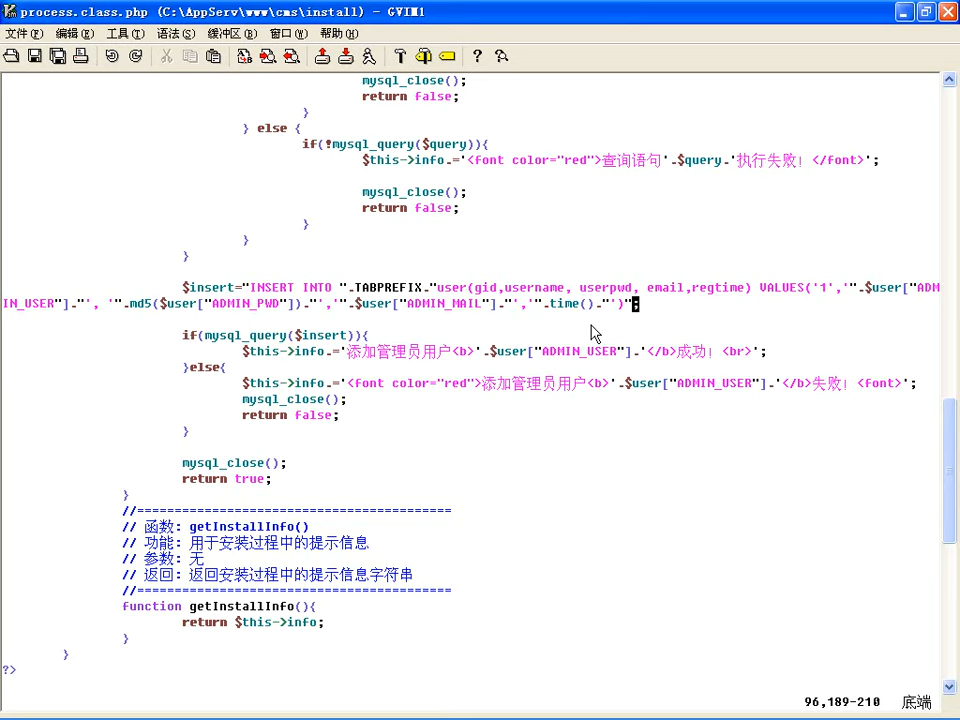 process.class.php (C:\AppServ\www\cms\install) - GVIM1
文件(F) 编辑(E) 工具(T) 语法(S) 缓冲区(B) 窗口(W) 帮助(H)
mysql_close();
return false;
}
} else {
if(!mysql_query($query)){
$this->info.='<font color="red">查询语句'.$query.'执行失败! </font>';
mysql_close();
return false;
}
}
}
$insert="INSERT INTO ".TABPREFIX."user(gid,username, userpwd, email,regtime) VALUES('1','".$user["ADM
IN_USER"]."', '".md5($user["ADMIN_PWD"])."','".$user["ADMIN_MAIL"]."','".time()."')";
if(mysql_query($insert)){
$this->info.='添加管理员用户<b>'.$user["ADMIN_USER"].'</b>成功! <br>';
}else{
$this->info.='<font color="red">添加管理员用户<b>'.$user["ADMIN_USER"].'</b>失败! <font>';
mysql_close();
return false;
}
mysql_close();
return true;
}
//==========================================
// 函数: getInstallInfo()
// 功能: 用于安装过程中的提示信息
// 参数: 无
// 返回: 返回安装过程中的提示信息字符串
//==========================================
function getInstallInfo(){
return $this->info;
}
}
?>
96,189-210 底端